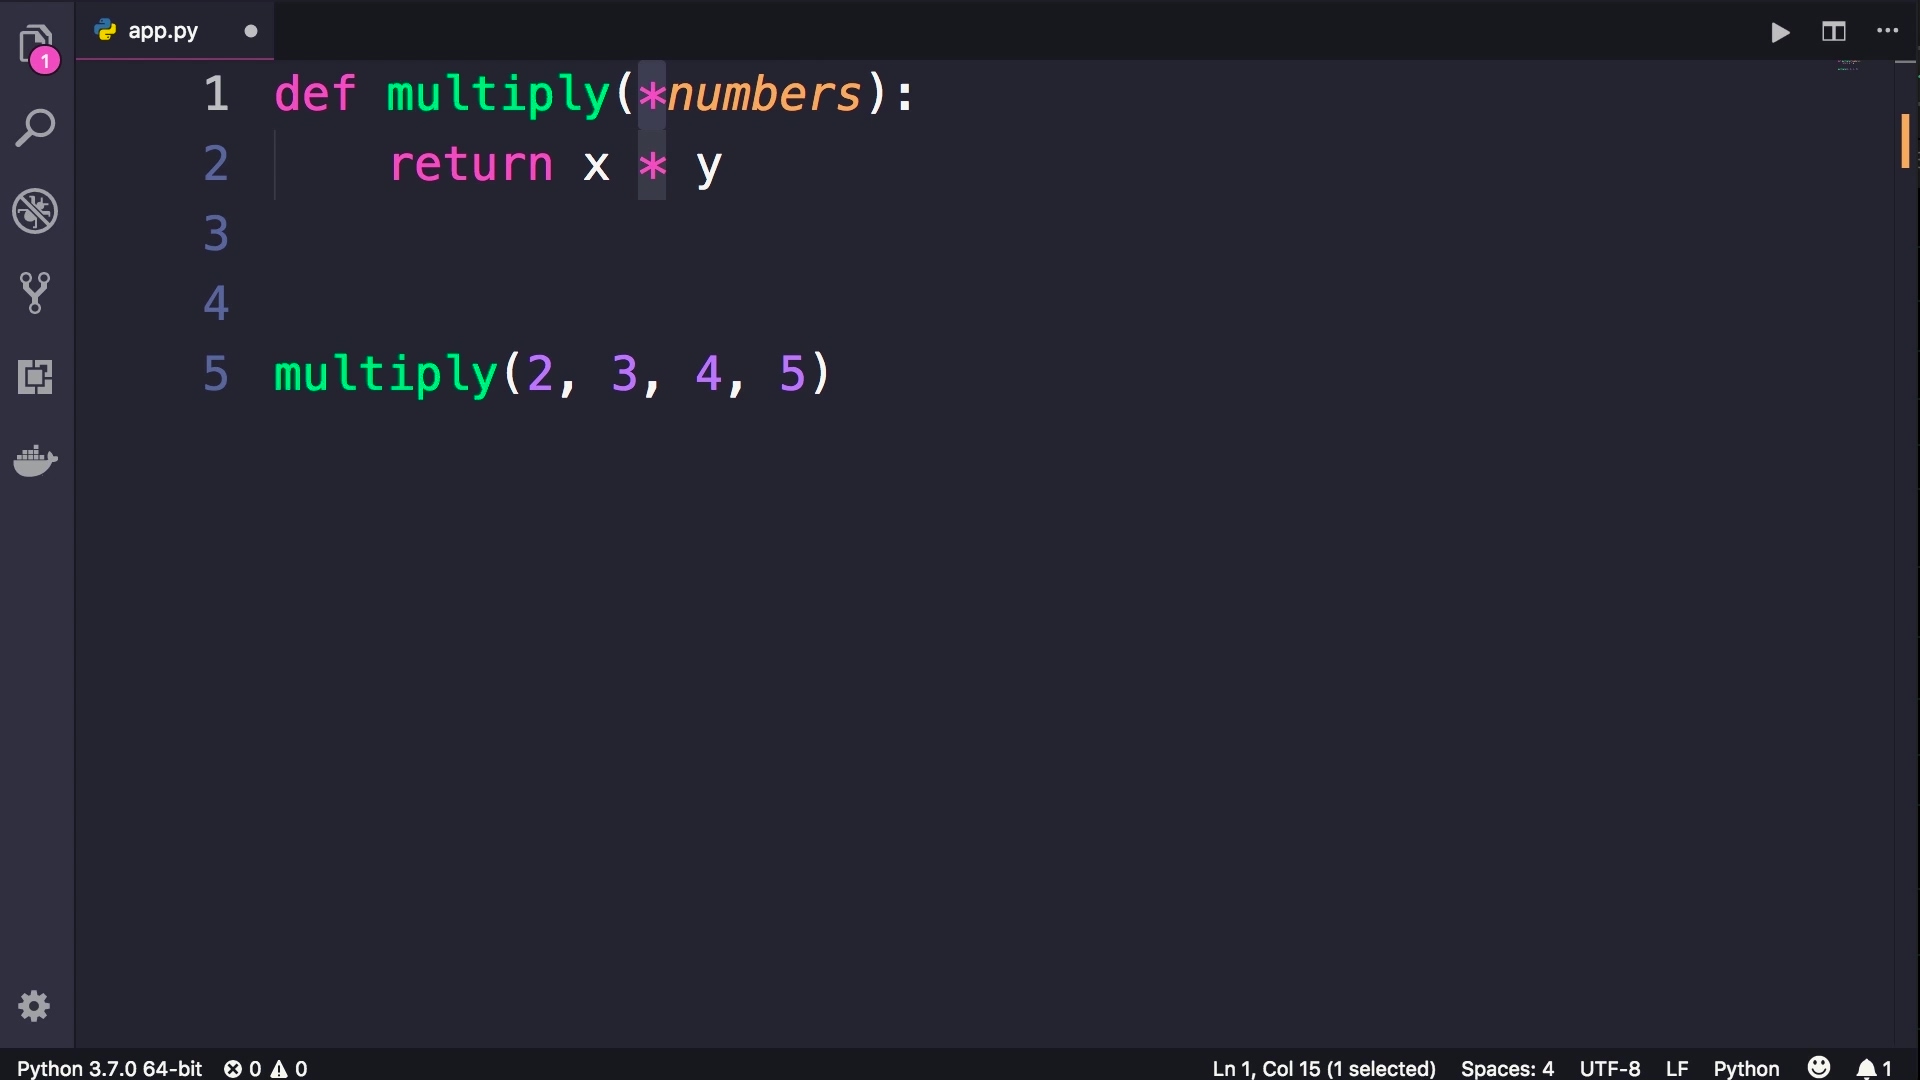 app.py
1
1 def multiply(*numbers):
2     return x * y
3
4
5 multiply(2, 3, 4, 5)
Python 3.7.0 64-bit 0 0 Ln 1, Col 15 (1 selected) Spaces: 4 UTF-8 LF Python 1